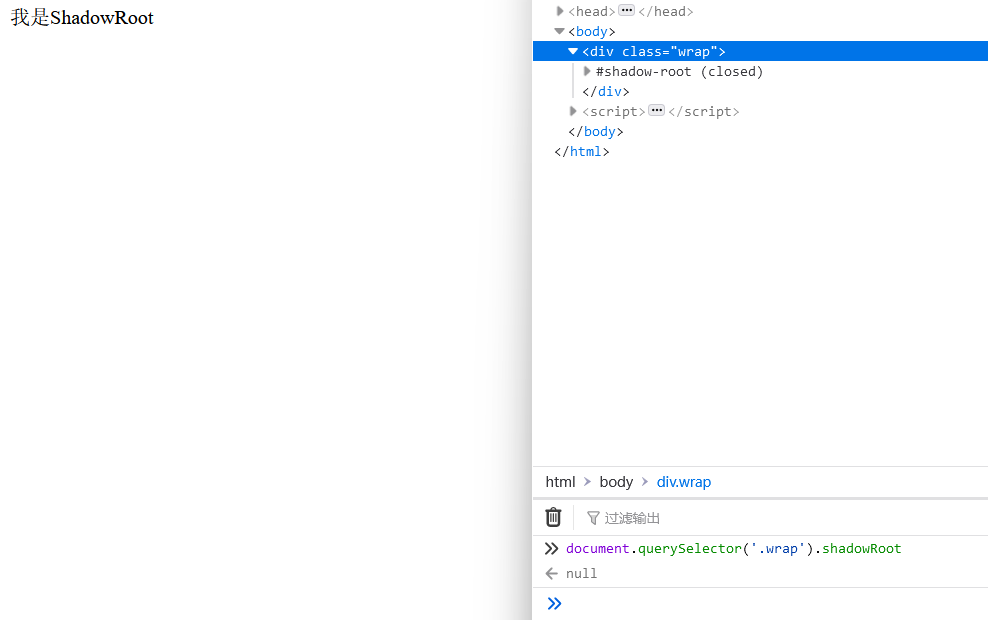 我是ShadowRoot
<head>···</head>
<body>
<div class="wrap">
#shadow-root (closed)
</div>
<script>···</script>
</body>
</html>
html > body > div.wrap
过滤输出
document.querySelector('.wrap').shadowRoot
null